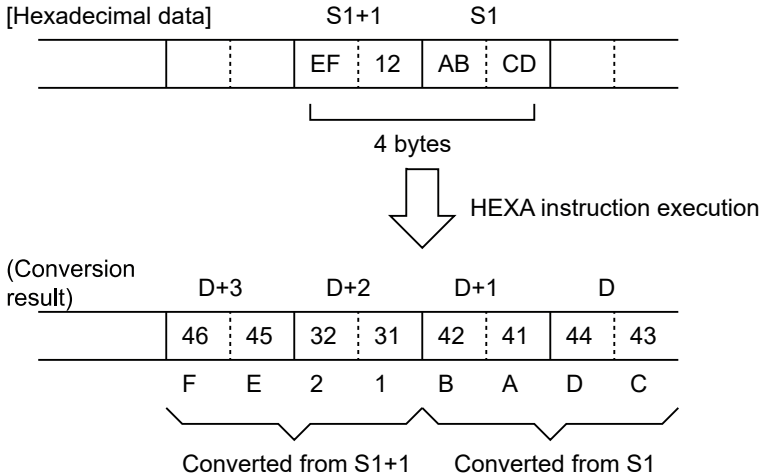 [Hexadecimal data] S1+1 S1
EF 12 AB CD
4 bytes
HEXA instruction execution
(Conversion
result) D+3 D+2 D+1 D
46 45 32 31 42 41 44 43
F E 2 1 B A D C
Converted from S1+1 Converted from S1